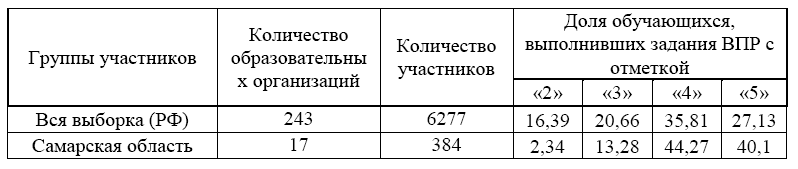 Группы участников
Количество
образовательны
х организаций
Количество
участников
Доля обучающихся,
выполнивших задания ВПР с
отметкой
«2» «3» «4» «5»
Вся выборка (РФ) 243 6277 16,39 20,66 35,81 27,13
Самарская область 17 384 2,34 13,28 44,27 40,1